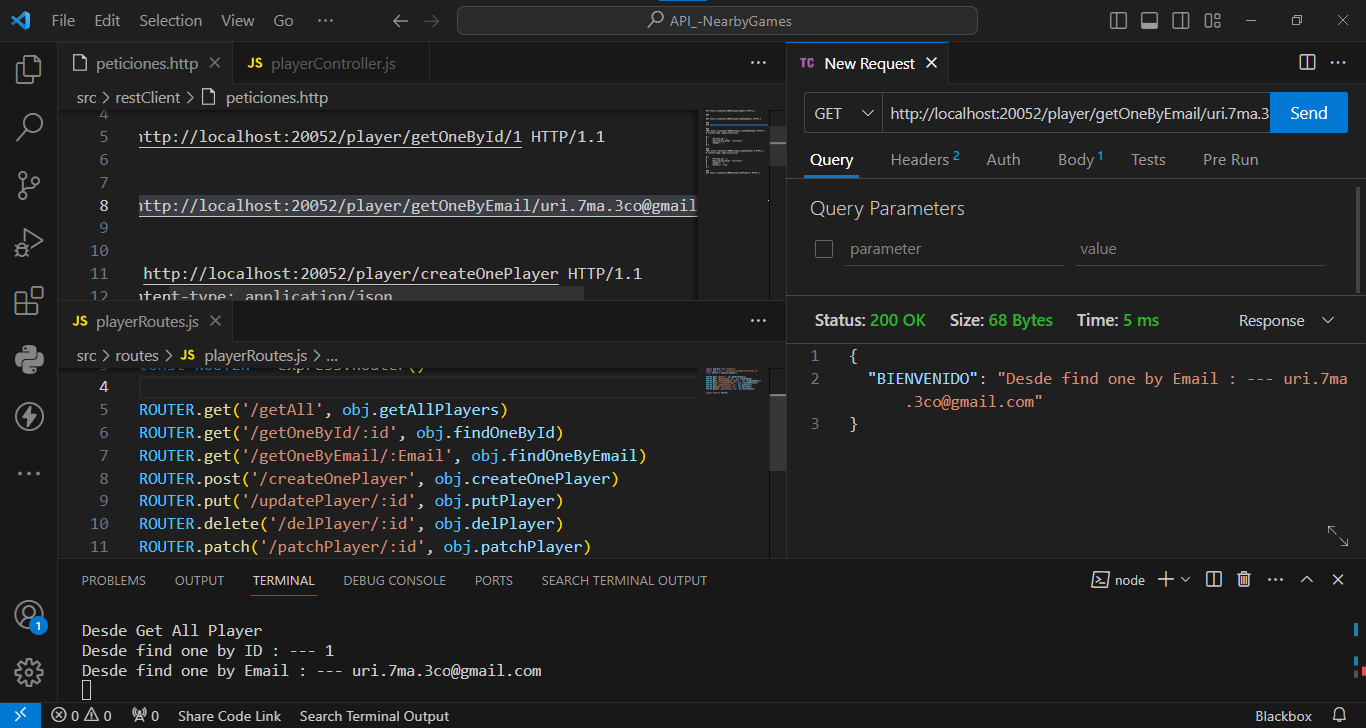 File Edit Selection View Go ··· API_-NearbyGames
peticiones.http JS playerController.js ···
src > restClient > peticiones.http
4
5 http://localhost:20052/player/getOneById/1 HTTP/1.1
6
7
8 http://localhost:20052/player/getOneByEmail/uri.7ma.3co@gmail
9
10
11 http://localhost:20052/player/createOnePlayer HTTP/1.1
12 ntent-type: application/json
JS playerRoutes.js ···
src > routes > JS playerRoutes.js > ...
3 const ROUTER = express.Router()
4
5 ROUTER.get('/getAll', obj.getAllPlayers)
6 ROUTER.get('/getOneById/:id', obj.findOneById)
7 ROUTER.get('/getOneByEmail/:Email', obj.findOneByEmail)
8 ROUTER.post('/createOnePlayer', obj.createOnePlayer)
9 ROUTER.put('/updatePlayer/:id', obj.putPlayer)
10 ROUTER.delete('/delPlayer/:id', obj.delPlayer)
11 ROUTER.patch('/patchPlayer/:id', obj.patchPlayer)
TC New Request ···
GET http://localhost:20052/player/getOneByEmail/uri.7ma.3 Send
Query Headers 2 Auth Body 1 Tests Pre Run
Query Parameters
parameter value
Status: 200 OK Size: 68 Bytes Time: 5 ms Response
1 {
2 "BIENVENIDO": "Desde find one by Email : --- uri.7ma
.3co@gmail.com"
3 }
PROBLEMS OUTPUT TERMINAL DEBUG CONSOLE PORTS SEARCH TERMINAL OUTPUT node ···
Desde Get All Player
Desde find one by ID : --- 1
Desde find one by Email : --- uri.7ma.3co@gmail.com
1
0 0 0 Share Code Link Search Terminal Output Blackbox